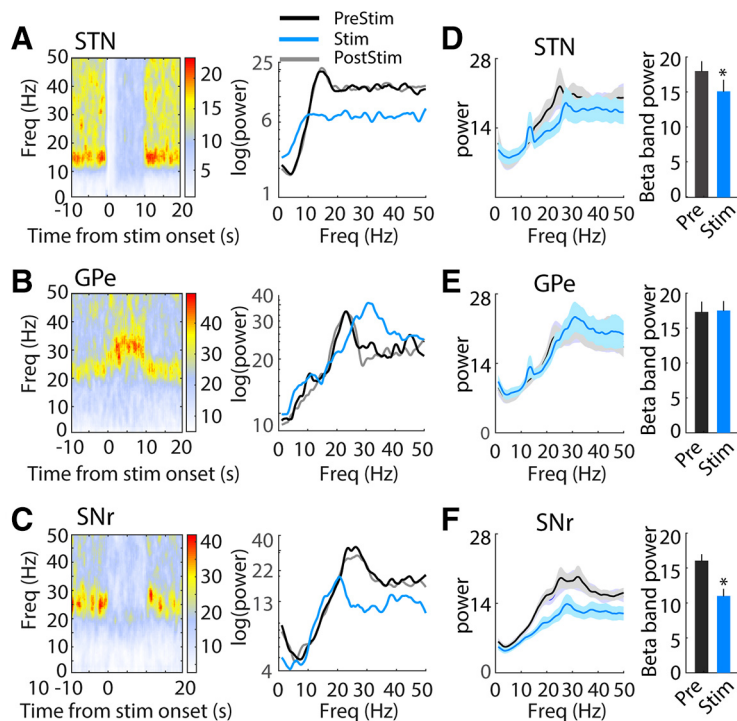 A
STN
Freq (Hz)
50
40
30
20
10
0
-10 0 10 20
Time from stim onset (s)
20
15
10
5
PreStim
Stim
PostStim
log(power)
25
6
1
0 10 20 30 40 50
Freq (Hz)
D
STN
power
28
14
0 10 20 30 40 50
Freq (Hz)
Beta band power
20
15
10
5
0
*
Pre
Stim
B
GPe
Freq (Hz)
50
40
30
20
10
0
-10 0 10 20
Time from stim onset (s)
40
30
20
10
log(power)
40
30
20
10
0 10 20 30 40 50
Freq (Hz)
E
GPe
power
28
14
0
0 10 20 30 40 50
Freq (Hz)
Beta band power
20
15
10
5
0
Pre
Stim
C
SNr
Freq (Hz)
50
40
30
20
10
0
10 0 10 20
Time from stim onset (s)
40
30
20
10
log(power)
40
22
13
4
0 10 20 30 40 50
Freq (Hz)
F
SNr
power
28
14
0
0 10 20 30 40 50
Freq (Hz)
Beta band power
20
15
10
5
0
*
Pre
Stim